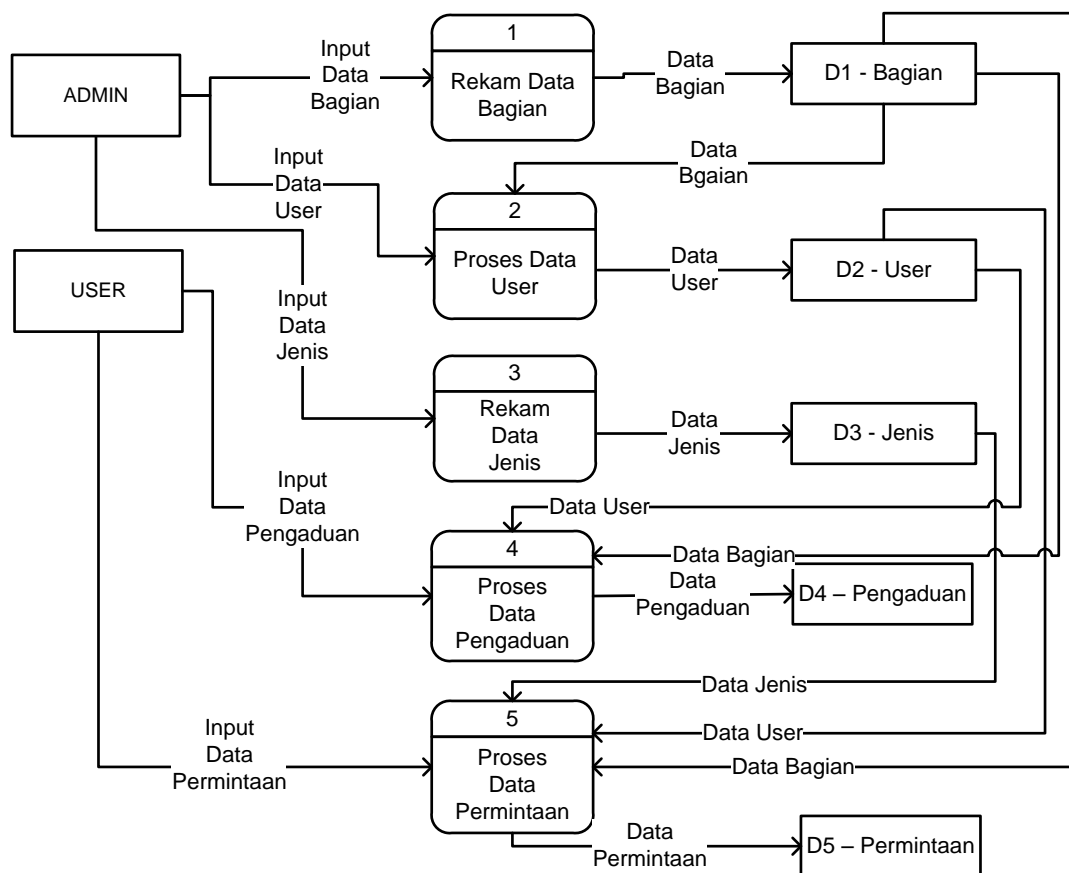 ADMIN
Input
Data
Bagian
1
Rekam Data
Bagian
Data
Bagian
D1 - Bagian
Input
Data
User
Data
Bgaian
2
Proses Data
User
Data
User
D2 - User
USER
Input
Data
Jenis
3
Rekam
Data
Jenis
Data
Jenis
D3 - Jenis
Input
Data
Pengaduan
Data User
4
Proses
Data
Pengaduan
Data Bagian
Data
Pengaduan
D4 – Pengaduan
Data Jenis
5
Proses
Data
Permintaan
Data User
Data Bagian
Input
Data
Permintaan
Data
Permintaan
D5 – Permintaan